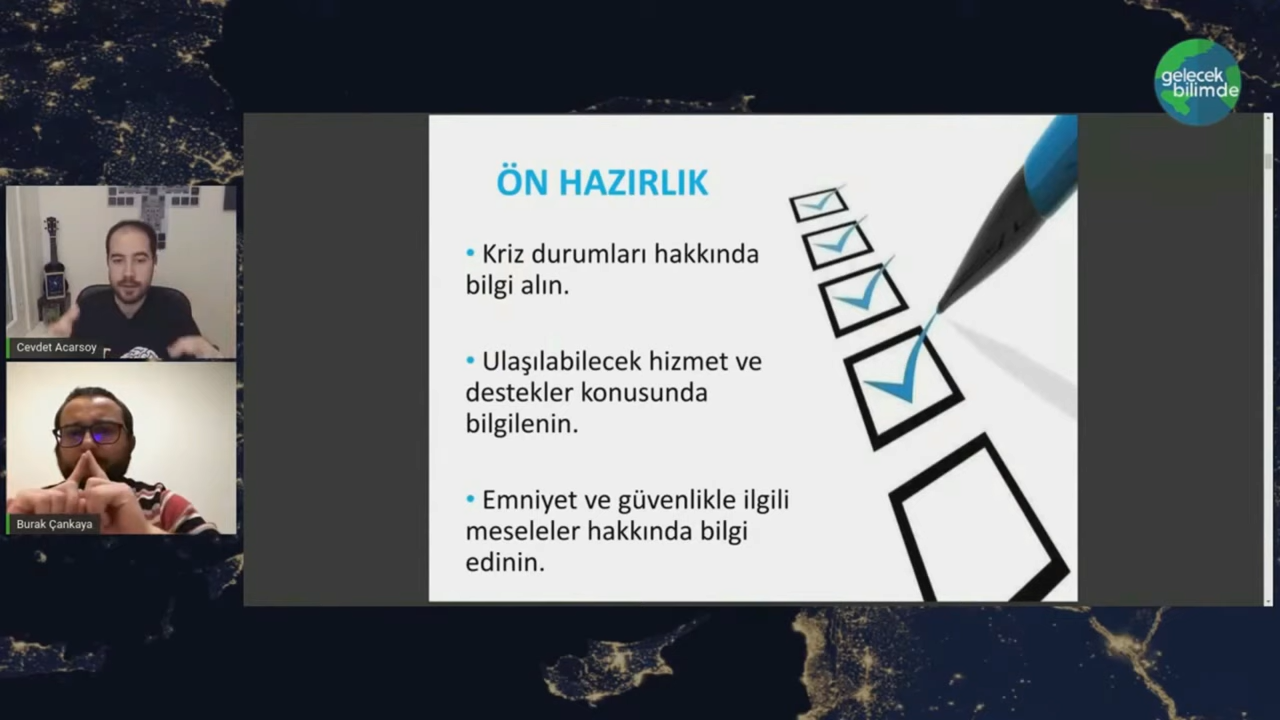 gelecek
bilimde
ÖN HAZIRLIK
• Kriz durumları hakkında
bilgi alın.
• Ulaşılabilecek hizmet ve
destekler konusunda
bilgilenin.
• Emniyet ve güvenlikle ilgili
meseleler hakkında bilgi
edinin.
Cevdet Acarsoy
Burak Çankaya